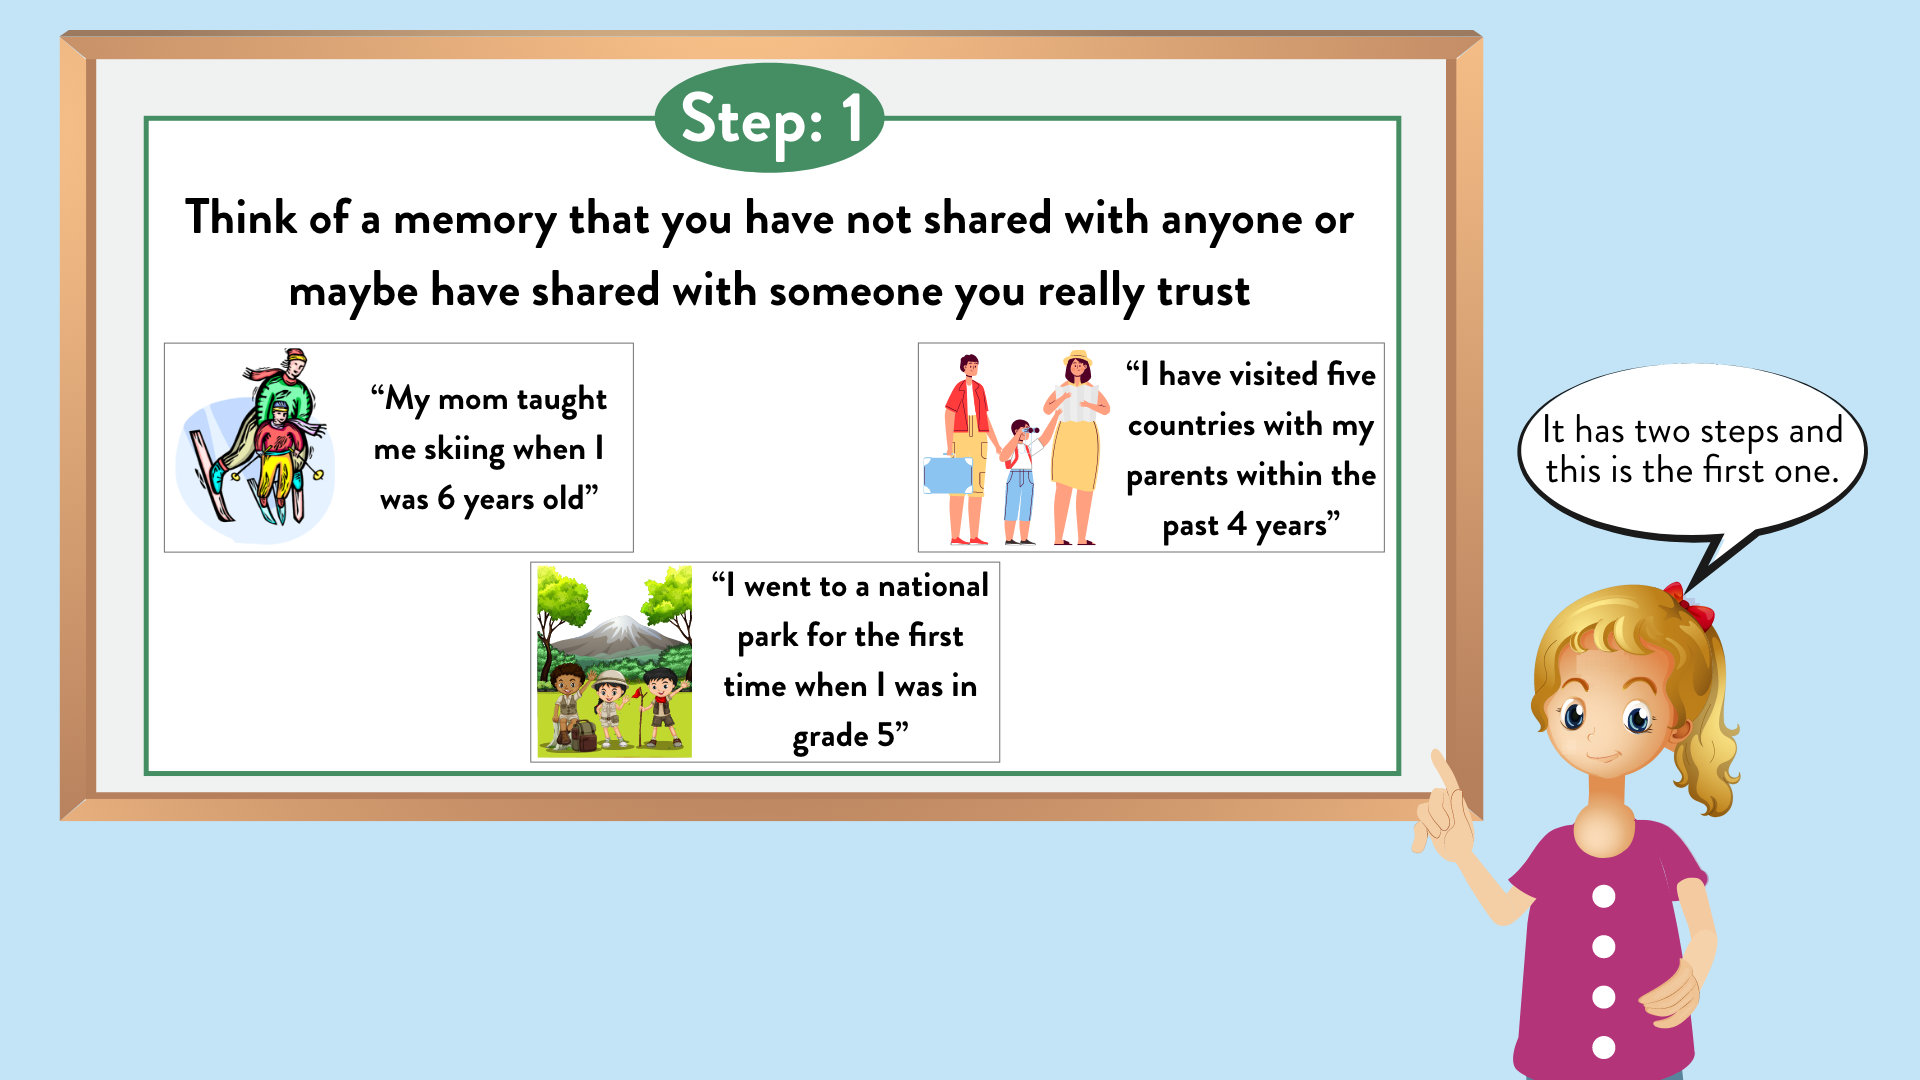 Step: 1
Think of a memory that you have not shared with anyone or
maybe have shared with someone you really trust
“My mom taught
me skiing when I
was 6 years old”
“I have visited five
countries with my
parents within the
past 4 years”
“I went to a national
park for the first
time when I was in
grade 5”
It has two steps and
this is the first one.